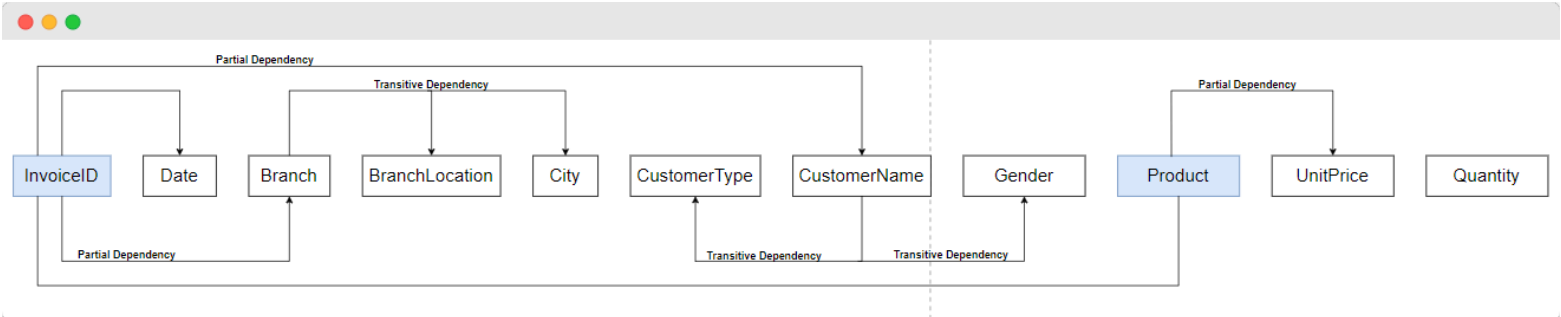 Partial Dependency
Transitive Dependency
Partial Dependency
InvoiceID
Date
Branch
BranchLocation
City
CustomerType
CustomerName
Gender
Product
UnitPrice
Quantity
Partial Dependency
Transitive Dependency
Transitive Dependency